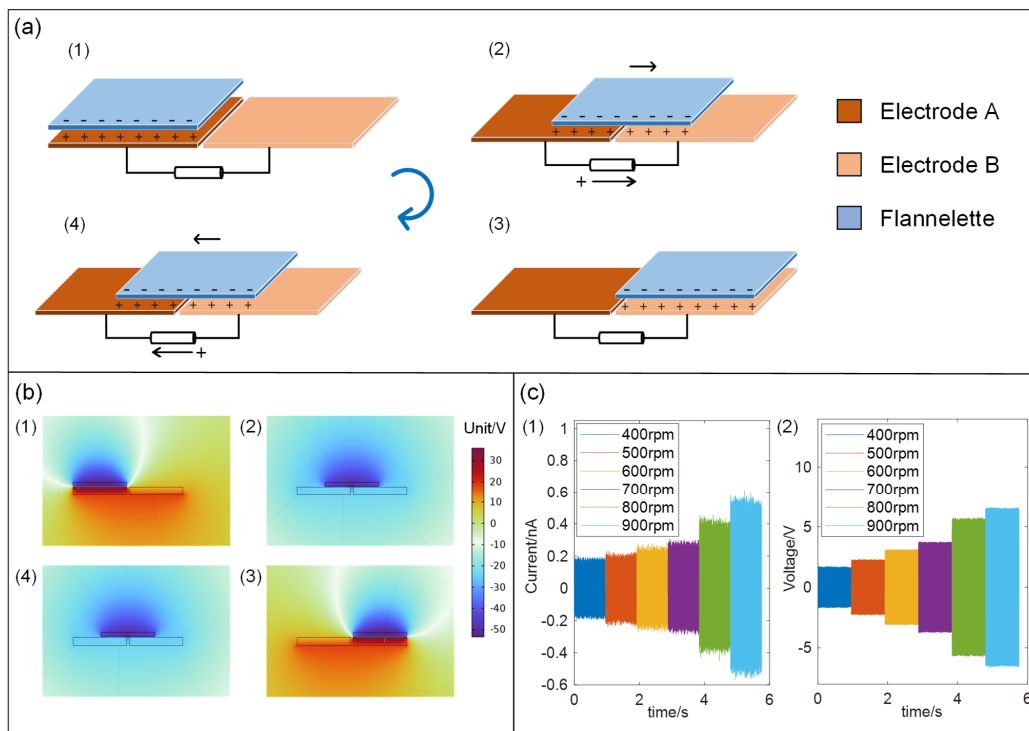 (a)
(1)
- - - - - - - -
+ + + + + + + + +
(2)
- - - - - - - -
+ + + + + + + + +
+
Electrode A
Electrode B
Flannelette
(4)
- - - - - - - -
+ + + + + + + + +
+
(3)
- - - - - - - -
+ + + + + + + + +
(b)
(1)
(2)
Unit/V
30
20
10
0
-10
-20
-30
-40
-50
(4)
(3)
(c)
(1)
Current/nA
1
0.8
0.6
0.4
0.2
0
-0.2
-0.4
-0.6
400rpm
500rpm
600rpm
700rpm
800rpm
900rpm
0 2 4 6
time/s
(2)
Voltage/V
10
5
0
-5
400rpm
500rpm
600rpm
700rpm
800rpm
900rpm
0 2 4 6
time/s